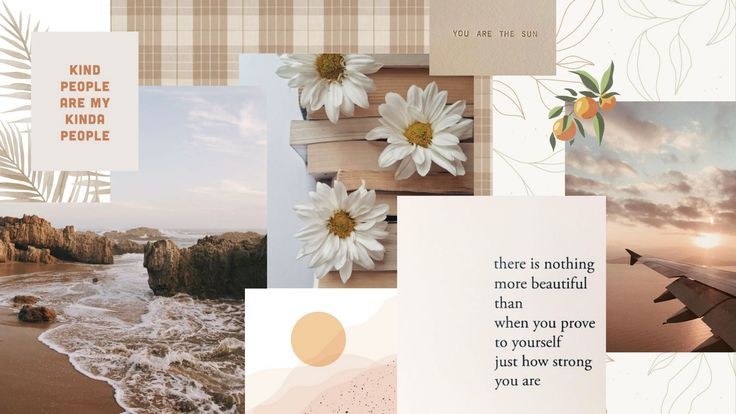 KIND
PEOPLE
ARE MY
KINDA
PEOPLE
YOU ARE THE SUN
there is nothing
more beautiful
than
when you prove
to yourself
just how strong
you are